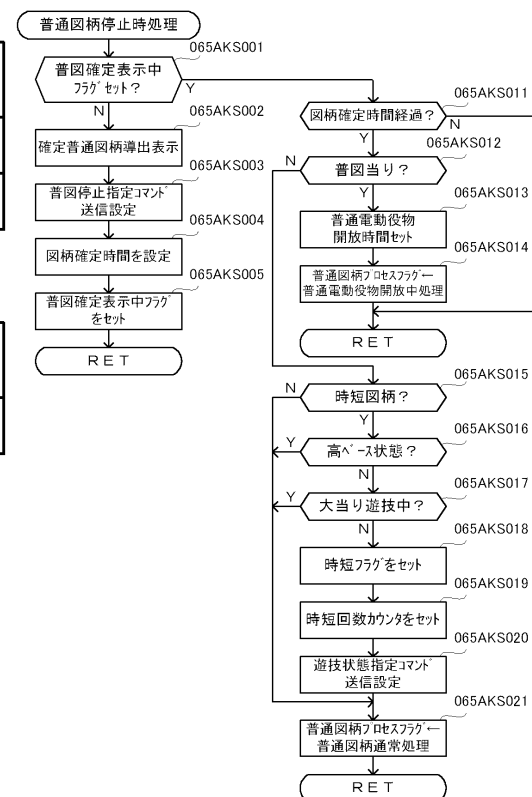 普通図柄停止時処理
065AKS001
普図確定表示中
フラグセット？
Y
N
065AKS002
確定普通図柄導出表示
065AKS003
普図停止指定コマンド
送信設定
065AKS004
図柄確定時間を設定
065AKS005
普図確定表示中フラグ
をセット
RET
065AKS011
図柄確定時間経過？
N
Y
065AKS012
N
普図当り？
Y
065AKS013
普通電動役物
開放時間セット
065AKS014
普通図柄プロセスフラグ←
普通電動役物開放中処理
RET
065AKS015
N
時短図柄？
Y
065AKS016
Y
高ベース状態？
N
065AKS017
Y
大当り遊技中？
N
065AKS018
時短フラグをセット
065AKS019
時短回数カウンタをセット
065AKS020
遊技状態指定コマンド
送信設定
065AKS021
普通図柄プロセスフラグ←
普通図柄通常処理
RET